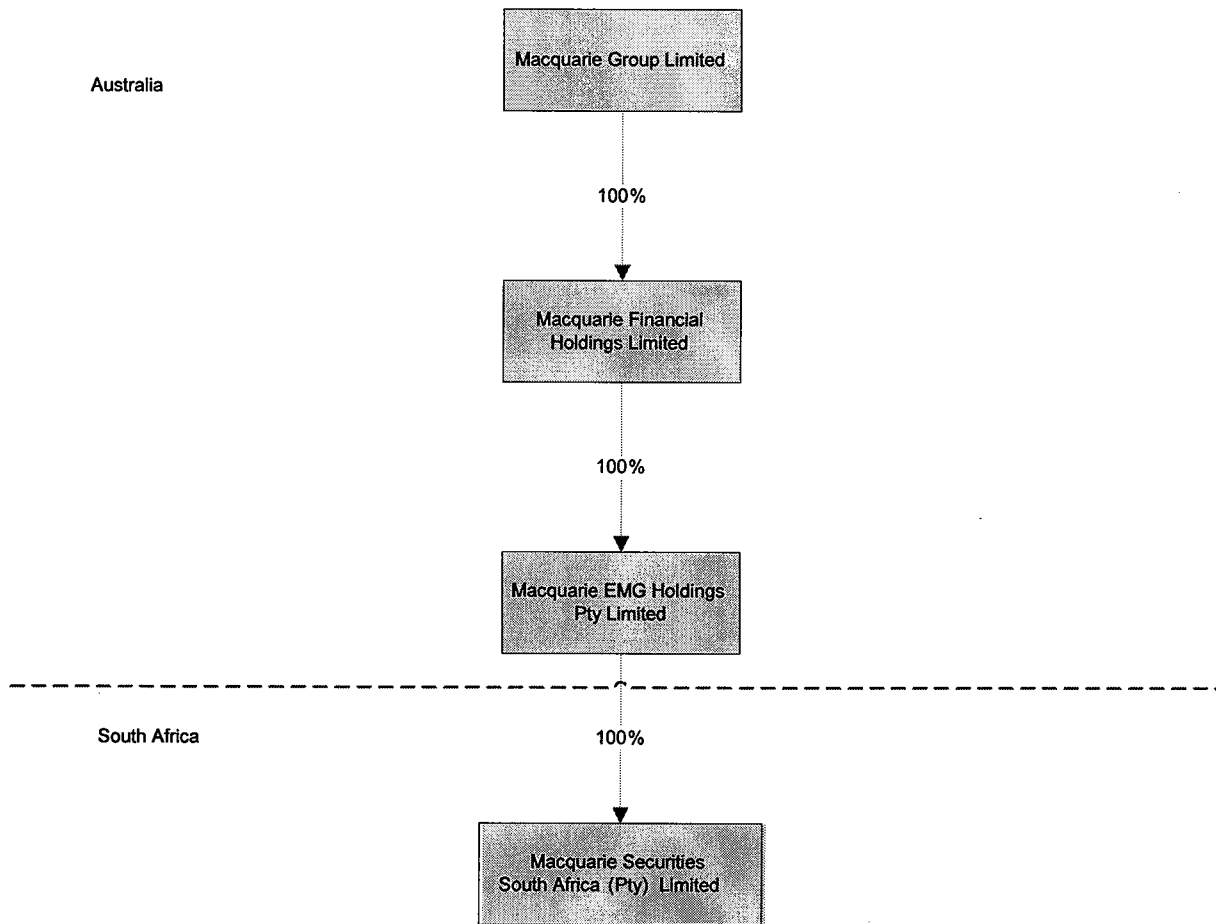 Macquarie Group Limited
Australia
100%
Macquarie Financial
Holdings Limited
100%
Macquarie EMG Holdings
Pty Limited
South Africa
100%
Macquarie Securities
South Africa (Pty) Limited